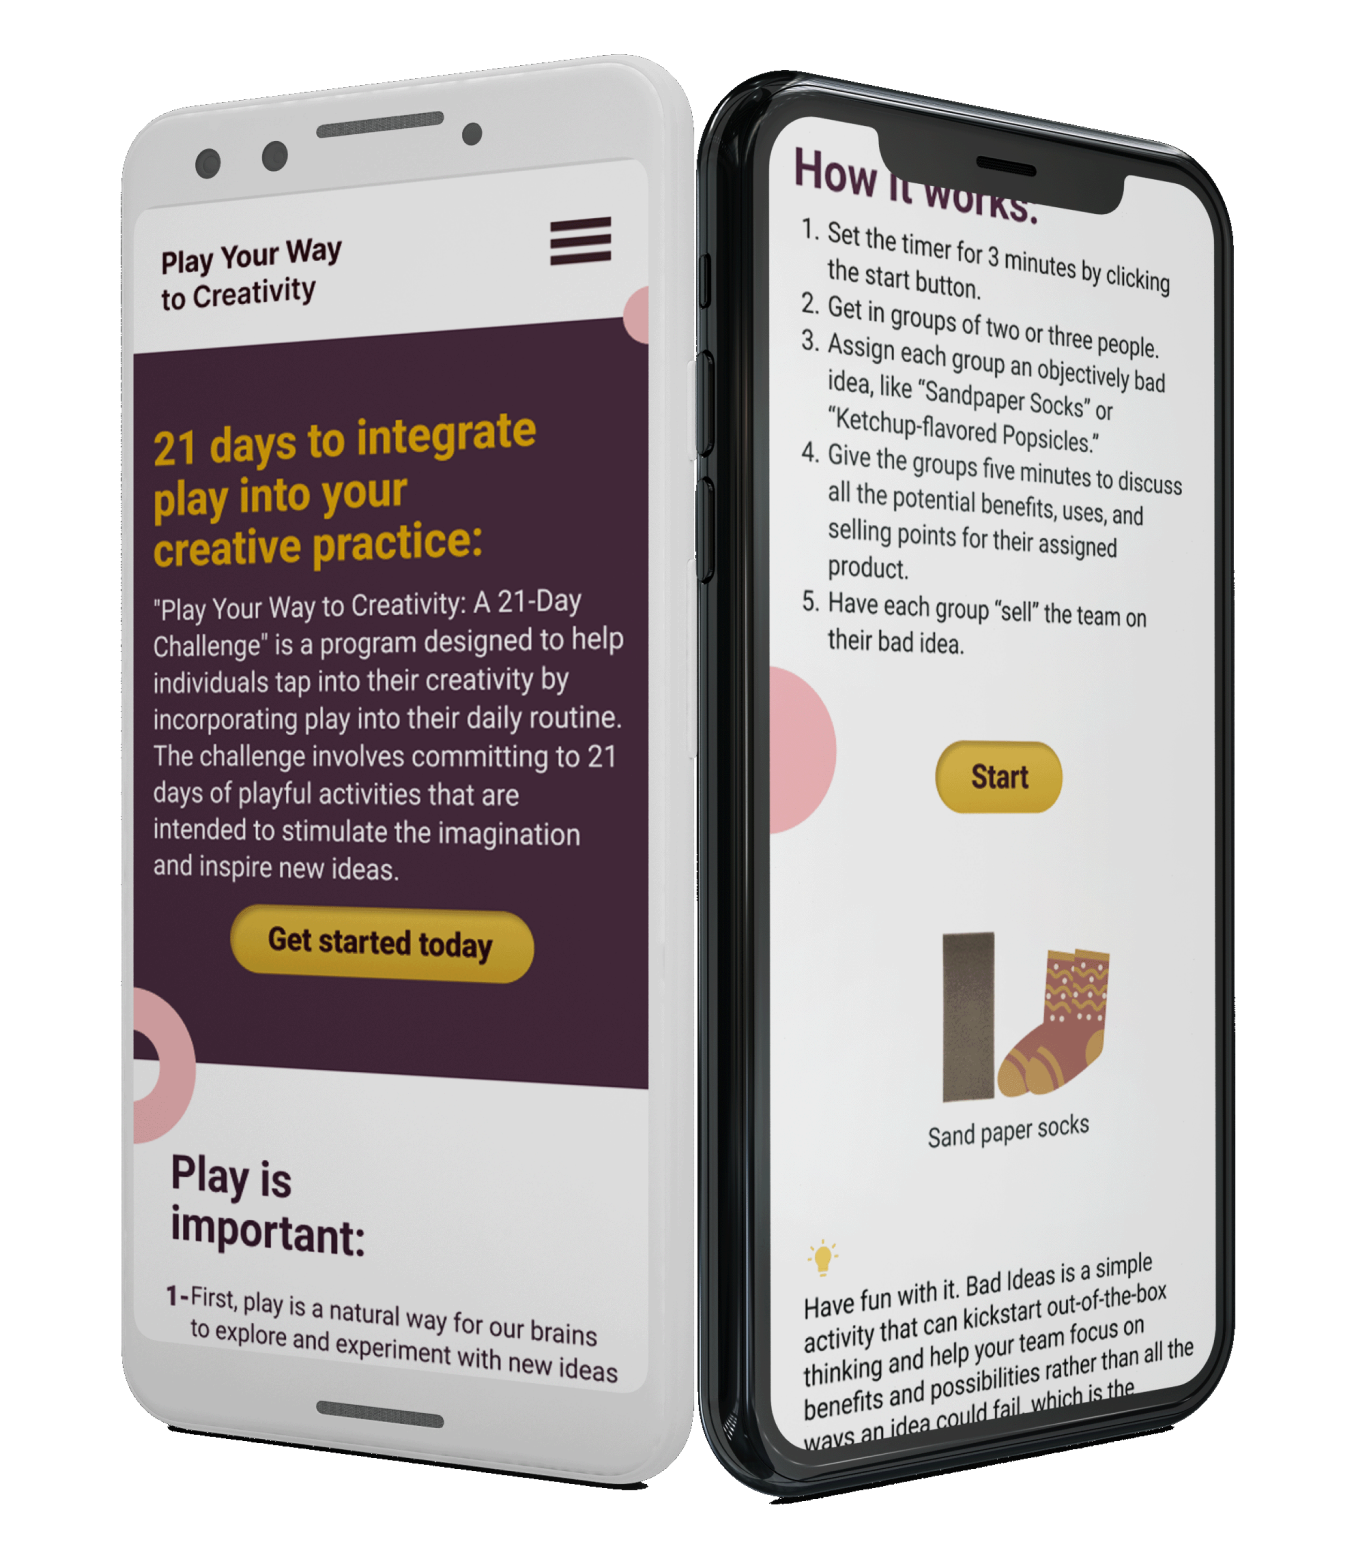 Play Your Way
to Creativity
21 days to integrate
play into your
creative practice:
"Play Your Way to Creativity: A 21-Day
Challenge" is a program designed to help
individuals tap into their creativity by
incorporating play into their daily routine.
The challenge involves committing to 21
days of playful activities that are
intended to stimulate the imagination
and inspire new ideas.
Get started today
Play is
important:
1-First, play is a natural way for our brains
to explore and experiment with new ideas
How it works:
1. Set the timer for 3 minutes by clicking
the start button.
2. Get in groups of two or three people.
3. Assign each group an objectively bad
idea, like “Sandpaper Socks” or
“Ketchup-flavored Popsicles.”
4. Give the groups five minutes to discuss
all the potential benefits, uses, and
selling points for their assigned
product.
5. Have each group “sell” the team on
their bad idea.
Start
Sand paper socks
Have fun with it. Bad Ideas is a simple
activity that can kickstart out-of-the-box
thinking and help your team focus on
benefits and possibilities rather than all the
ways an idea could fail, which is the